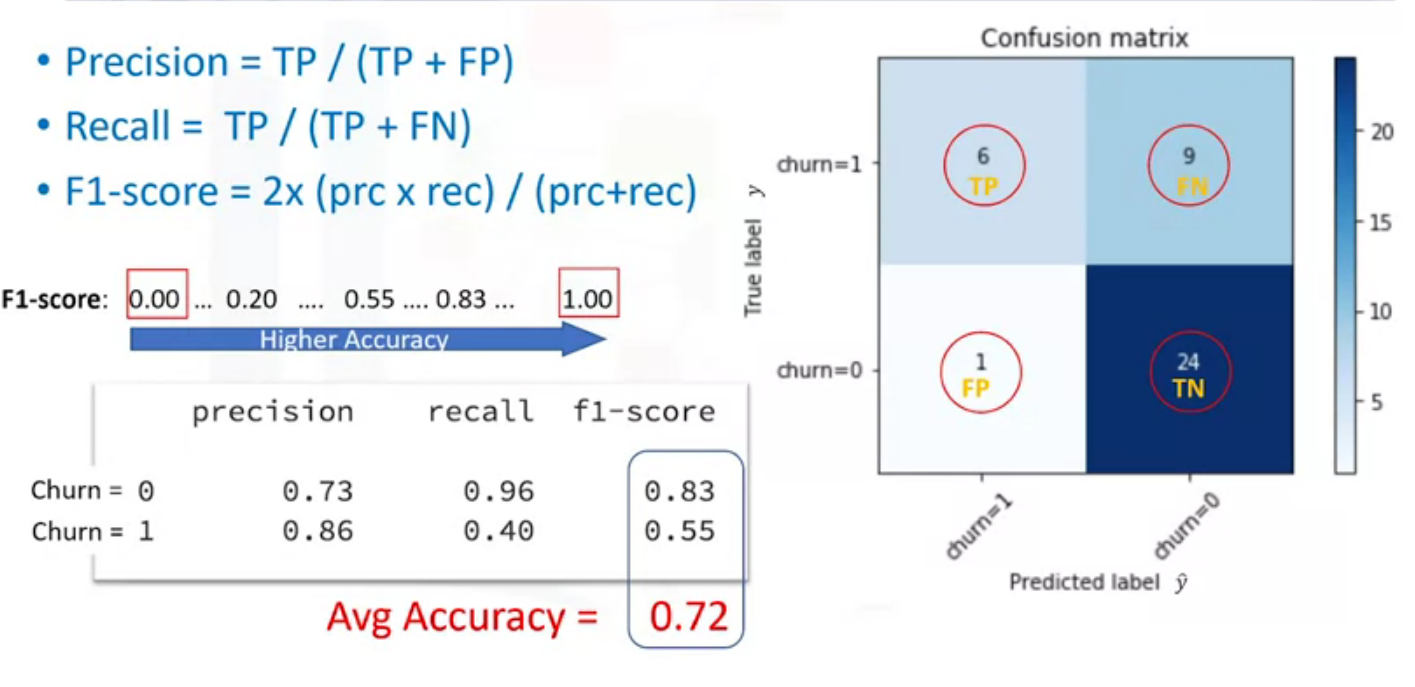 • Precision = TP / (TP + FP)
• Recall = TP / (TP + FN)
• F1-score = 2x (prc x rec) / (prc+rec)
F1-score: 0.00 ... 0.20 .... 0.55 .... 0.83 ... 1.00
Higher Accuracy
precision recall f1-score
Churn = 0 0.73 0.96 0.83
Churn = 1 0.86 0.40 0.55
Avg Accuracy = 0.72
Confusion matrix
True label y
churn=1
churn=0
6
TP
9
FN
1
FP
24
TN
churn=1
churn=0
Predicted label ŷ
20
15
10
5